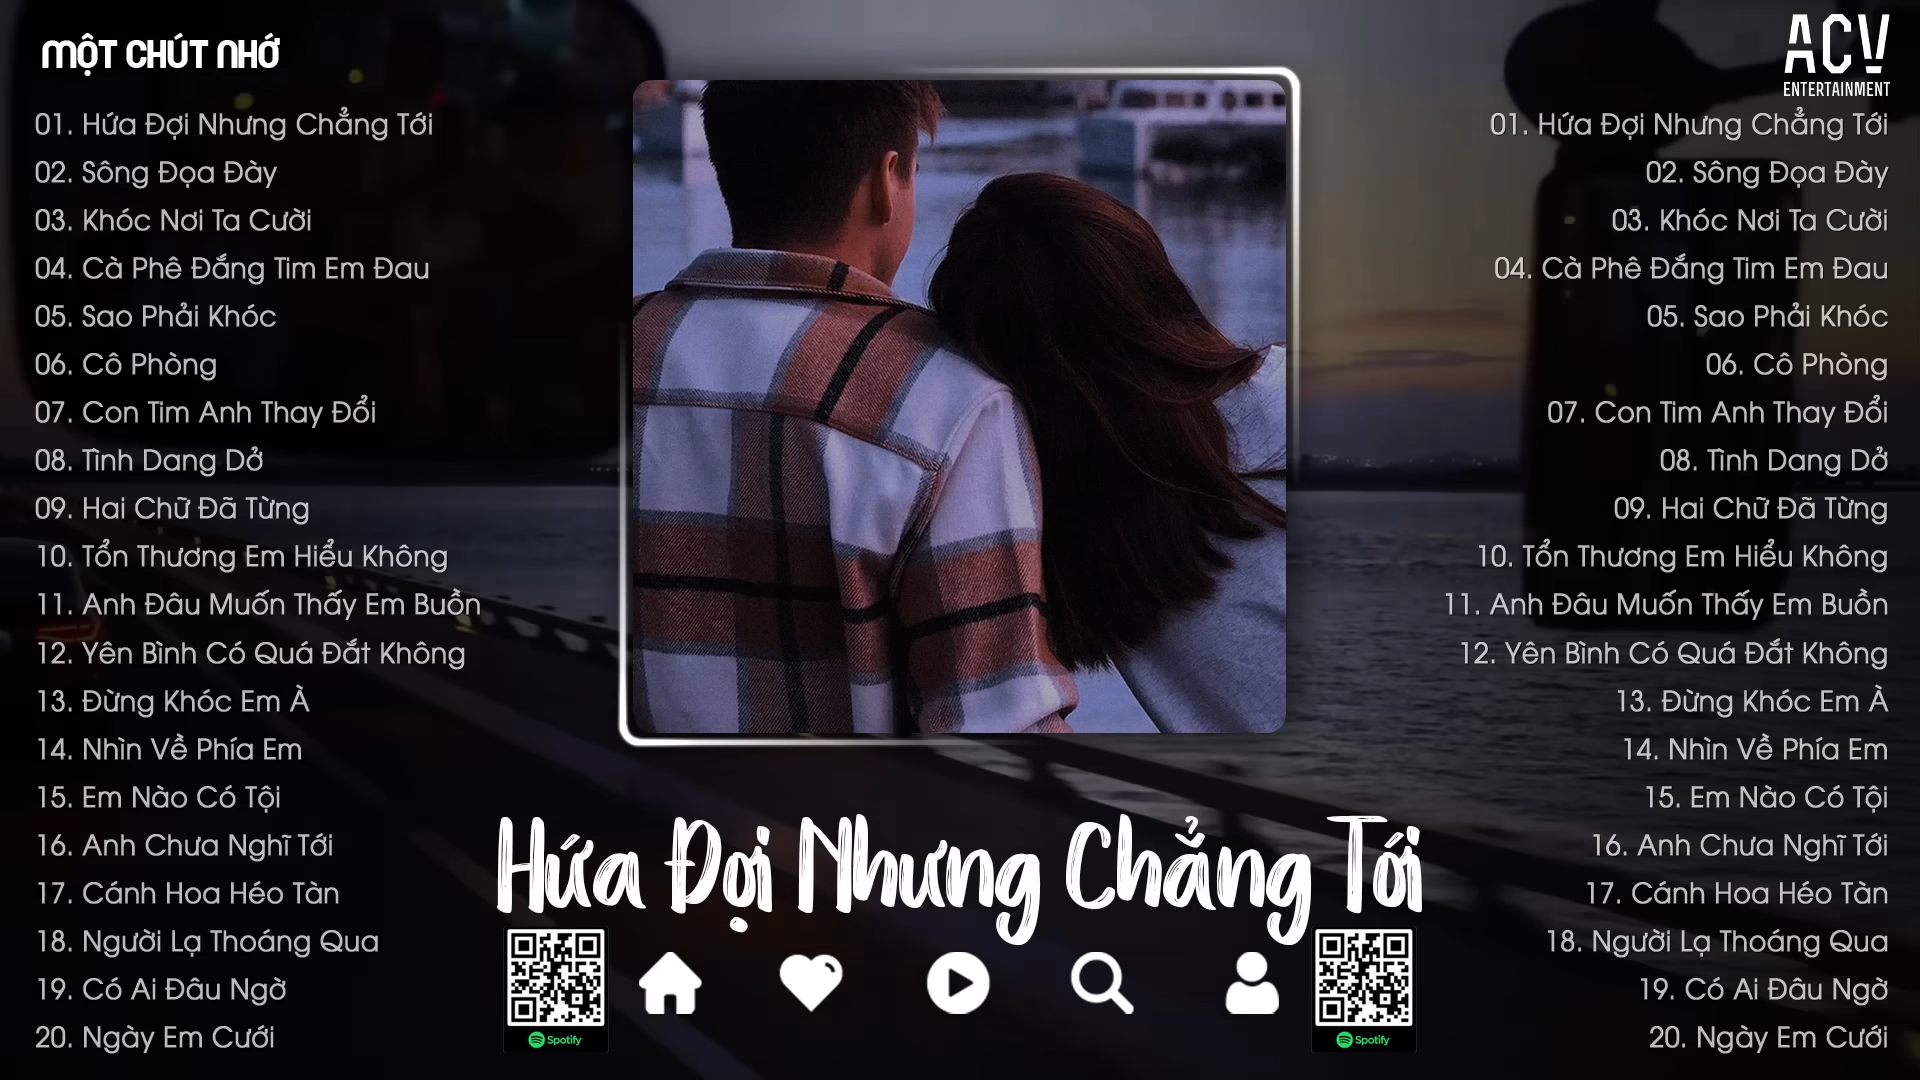 MỘT CHÚT NHỚ
01. Hứa Đợi Nhưng Chẳng Tới
02. Sông Đọa Đày
03. Khóc Nơi Ta Cười
04. Cà Phê Đắng Tim Em Đau
05. Sao Phải Khóc
06. Cô Phòng
07. Con Tim Anh Thay Đổi
08. Tình Dang Dở
09. Hai Chữ Đã Từng
10. Tổn Thương Em Hiểu Không
11. Anh Đâu Muốn Thấy Em Buồn
12. Yên Bình Có Quá Đắt Không
13. Đừng Khóc Em À
14. Nhìn Về Phía Em
15. Em Nào Có Tội
16. Anh Chưa Nghĩ Tới
17. Cánh Hoa Héo Tàn
18. Người Lạ Thoáng Qua
19. Có Ai Đâu Ngờ
20. Ngày Em Cưới
Hứa Đợi Nhưng Chẳng Tới
Spotify
Spotify
ACV
ENTERTAINMENT
01. Hứa Đợi Nhưng Chẳng Tới
02. Sông Đọa Đày
03. Khóc Nơi Ta Cười
04. Cà Phê Đắng Tim Em Đau
05. Sao Phải Khóc
06. Cô Phòng
07. Con Tim Anh Thay Đổi
08. Tình Dang Dở
09. Hai Chữ Đã Từng
10. Tổn Thương Em Hiểu Không
11. Anh Đâu Muốn Thấy Em Buồn
12. Yên Bình Có Quá Đắt Không
13. Đừng Khóc Em À
14. Nhìn Về Phía Em
15. Em Nào Có Tội
16. Anh Chưa Nghĩ Tới
17. Cánh Hoa Héo Tàn
18. Người Lạ Thoáng Qua
19. Có Ai Đâu Ngờ
20. Ngày Em Cưới